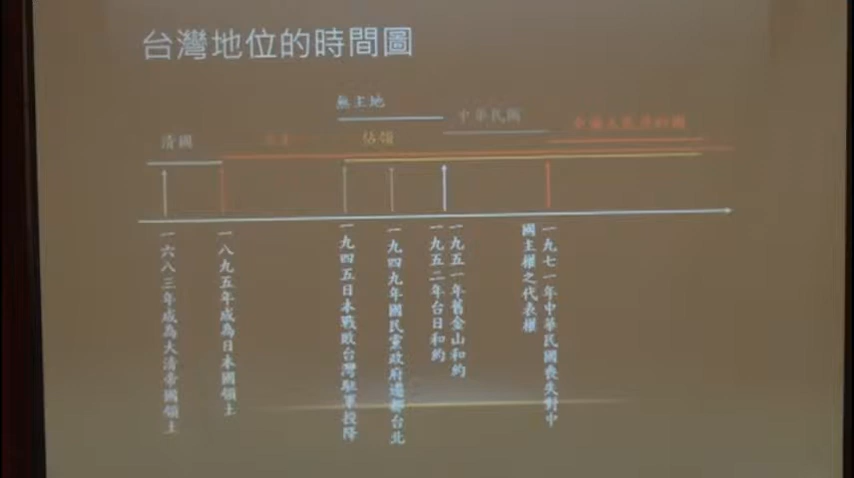 台灣地位的時間圖
無主地
中華民國
清國
佔領
一六八三年成為大清帝國領土
一八九五年成為日本國領土
一九四五日本戰敗台灣駐軍投降
一九四九年國民黨政府遷都台北
一九五二年台日和約
一九五一年舊金山和約
一九七一年中華民國喪失對中
國主權之代表權